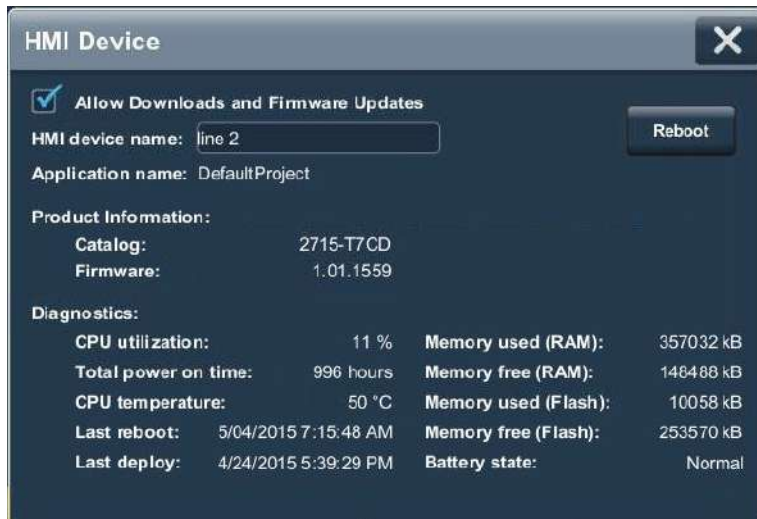 HMI Device
Allow Downloads and Firmware Updates
HMI device name: line 2
Reboot
Application name: DefaultProject
Product Information:
Catalog: 2715-T7CD
Firmware: 1.01.1559
Diagnostics:
CPU utilization: 11 % Memory used (RAM): 357032 kB
Total power on time: 996 hours Memory free (RAM): 148488 kB
CPU temperature: 50 °C Memory used (Flash): 10058 kB
Last reboot: 5/04/2015 7:15:48 AM Memory free (Flash): 253570 kB
Last deploy: 4/24/2015 5:39:29 PM Battery state: Normal